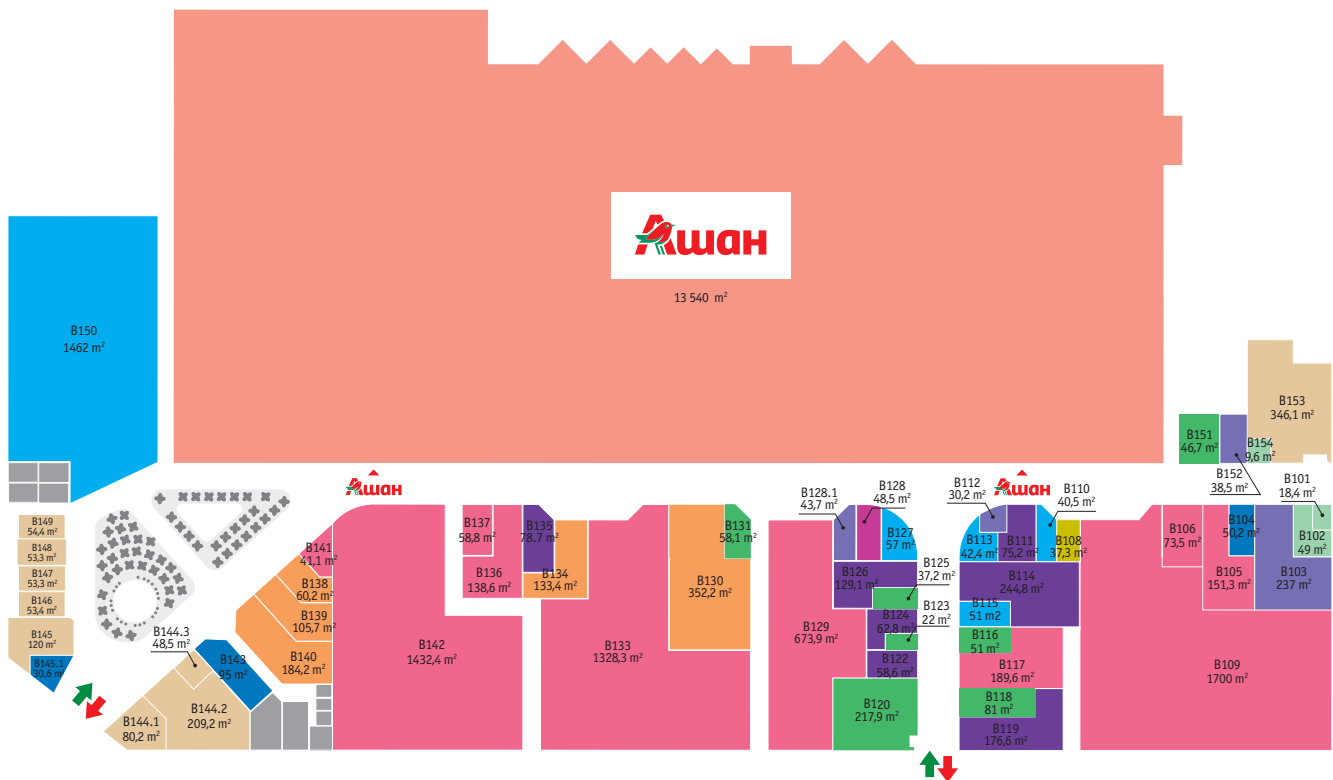 Ашан
13 540 m²
B150
1462 m²
B153
346,1 m²
B151
46,7 m²
B154
9,6 m²
B152
38,5 m²
B101
18,4 m²
B102
49 m²
B103
237 m²
B104
50,2 m²
B105
151,3 m²
B106
73,5 m²
B109
1700 m²
Ашан
B112
30,2 m²
B110
40,5 m²
B113
42,4 m²
B111
75,2 m²
B108
37,3 m²
B114
244,8 m²
B115
51 m2
B116
51 m²
B117
189,6 m²
B118
81 m²
B119
176,6 m²
B128.1
43,7 m²
B128
48,5 m²
B127
57 m²
B125
37,2 m²
B126
129,1 m²
B123
22 m²
B124
62,8 m²
B122
58,6 m²
B120
217,9 m²
B129
673,9 m²
B131
58,1 m²
B130
352,2 m²
B133
1328,3 m²
B134
133,4 m²
B135
78.7 m²
B137
58,8 m²
B136
138,6 m²
Ашан
B142
1432,4 m²
B141
41,1 m²
B138
60,2 m²
B139
105,7 m²
B140
184,2 m²
B143
95 m²
B144.3
48,5 m²
B144.2
209,2 m²
B144.1
80,2 m²
B149
54,4 m²
B148
53,3 m²
B147
53,3 m²
B146
53,4 m²
B145
120 m²
B145.1
30.6 m²